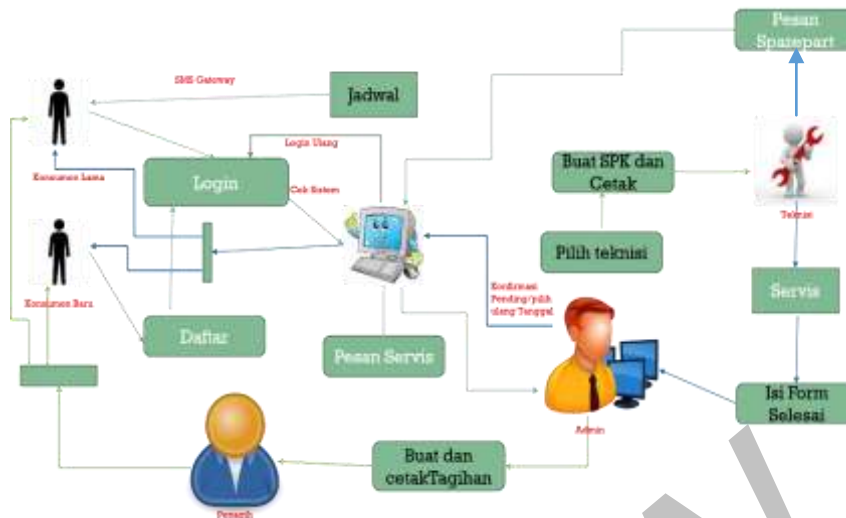 Pesan
Sparepart
SMS Gateway
Jadwal
Login Ulang
Konsumen Lama
Login
Cek Sistem
Buat SPK dan
Cetak
Teknisi
Pilih teknisi
Konsumen Baru
Konfirmasi
Pending/pilih
ulang Tanggal
Servis
Daftar
Pesan Servis
Isi Form
Selesai
Admin
Buat dan
cetakTagihan